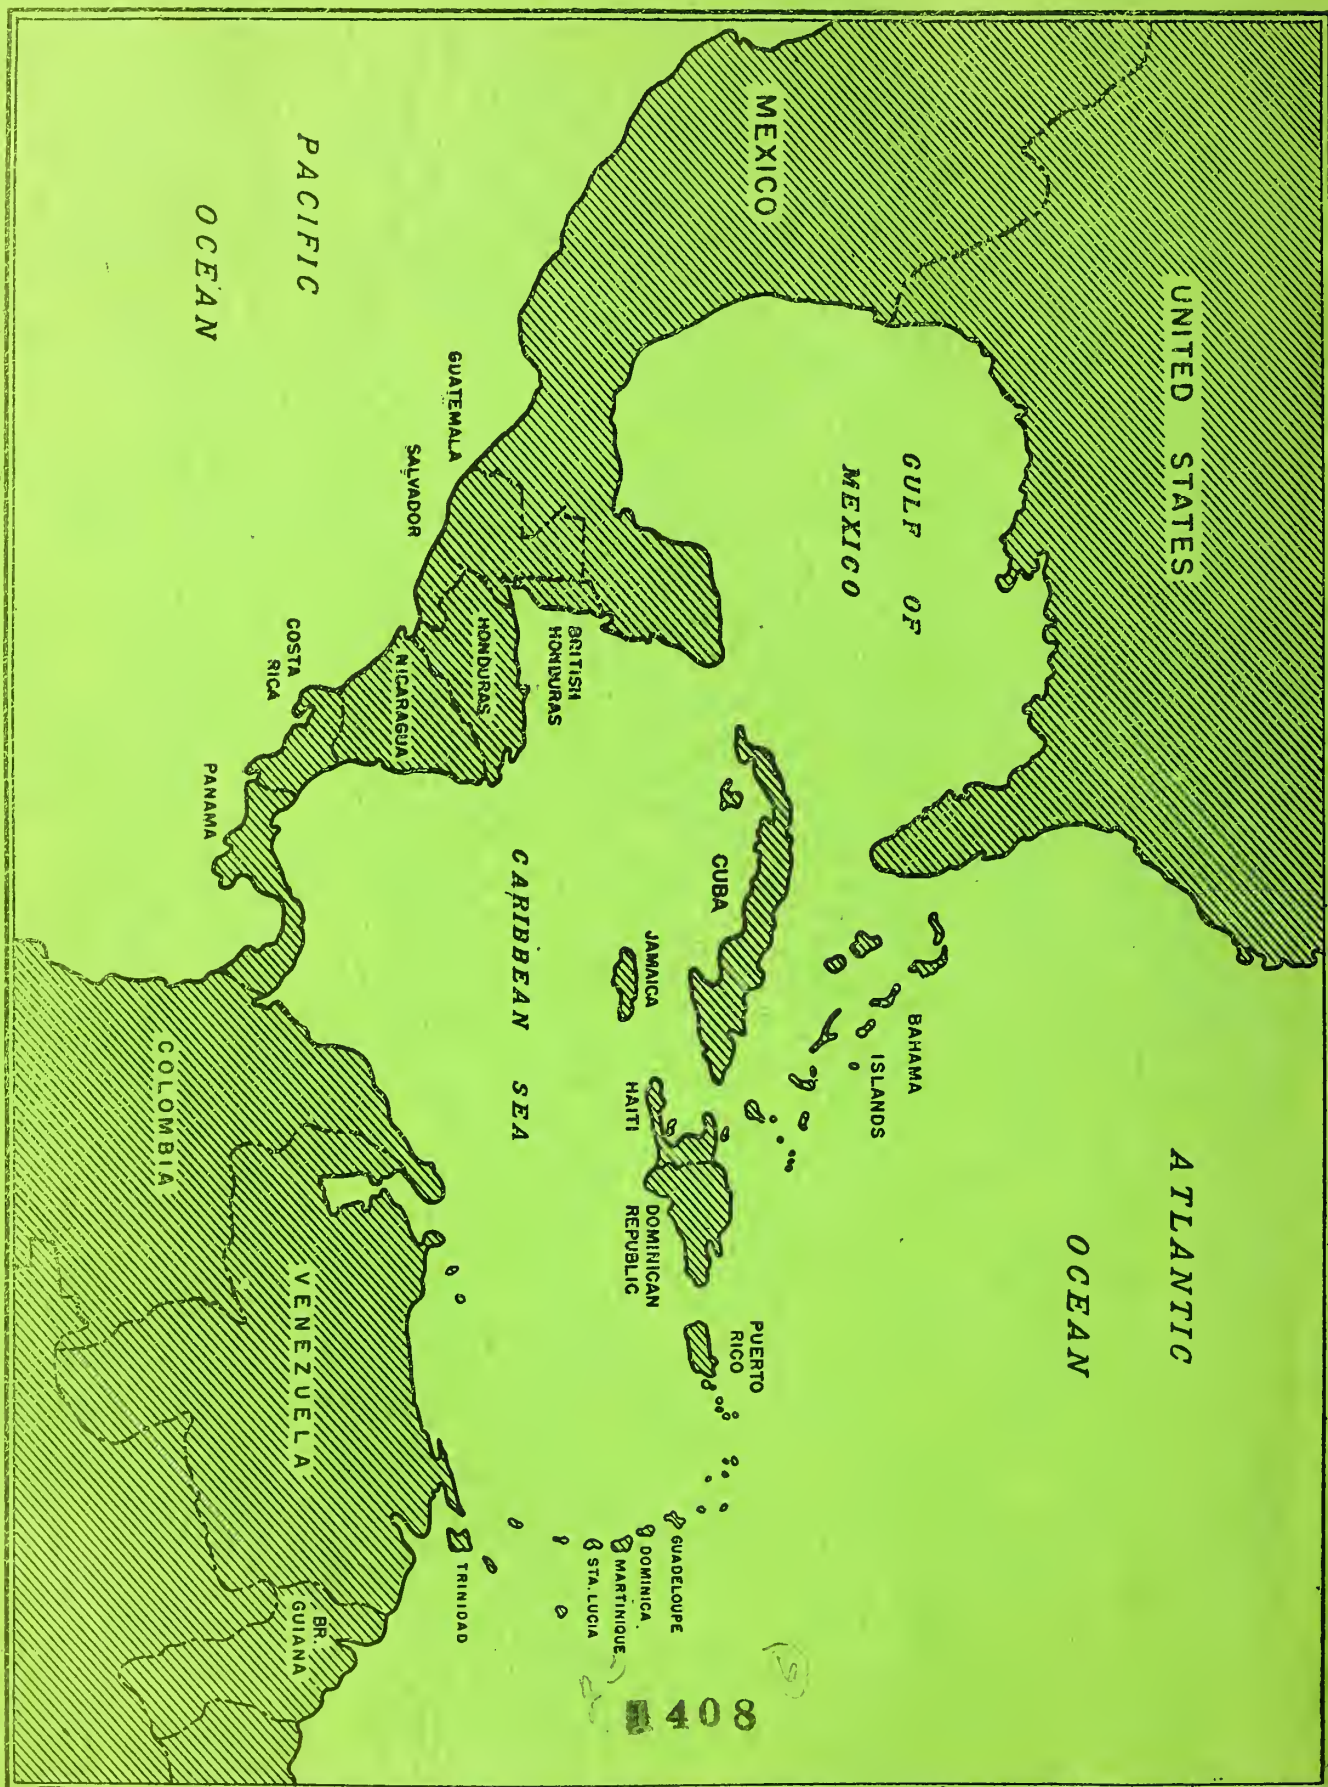 UNITED STATES
MEXICO
GULF OF
MEXICO
ATLANTIC
OCEAN
PACIFIC
OCEAN
BAHAMA
ISLANDS
CUBA
JAMAICA
HAITI
DOMINICAN
REPUBLIC
PUERTO
RICO
GUADELOUPE
DOMINICA
MARTINIQUE
STA. LUCIA
TRINIDAD
CARIBBEAN SEA
BRITISH
HONDURAS
HONDURAS
GUATEMALA
SALVADOR
NICARAGUA
COSTA
RICA
PANAMA
COLOMBIA
VENEZUELA
BR.
GUIANA
408